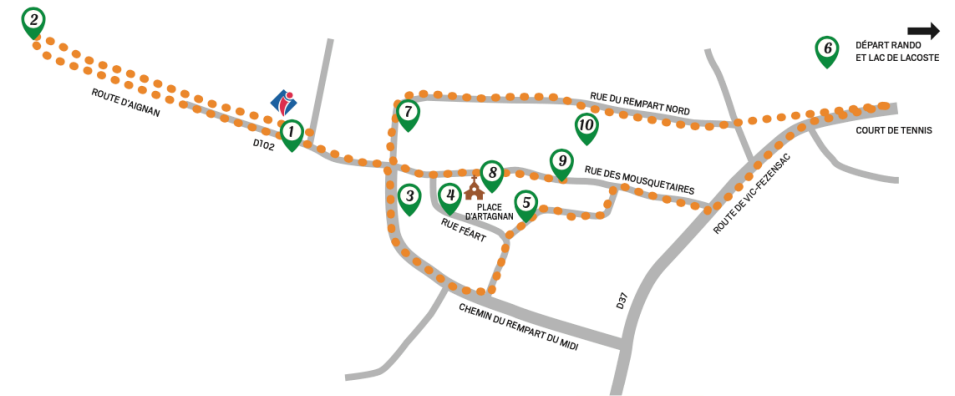 2
6
DÉPART RANDO
ET LAC DE LACOSTE
ROUTE D'AIGNAN
RUE DU REMPART NORD
7
10
1
D102
COURT DE TENNIS
9
8
RUE DES MOUSQUETAIRES
ROUTE DE VIC-FEZENSAC
3
4
5
PLACE
D'ARTAGNAN
RUE FÉART
D37
CHEMIN DU REMPART DU MIDI